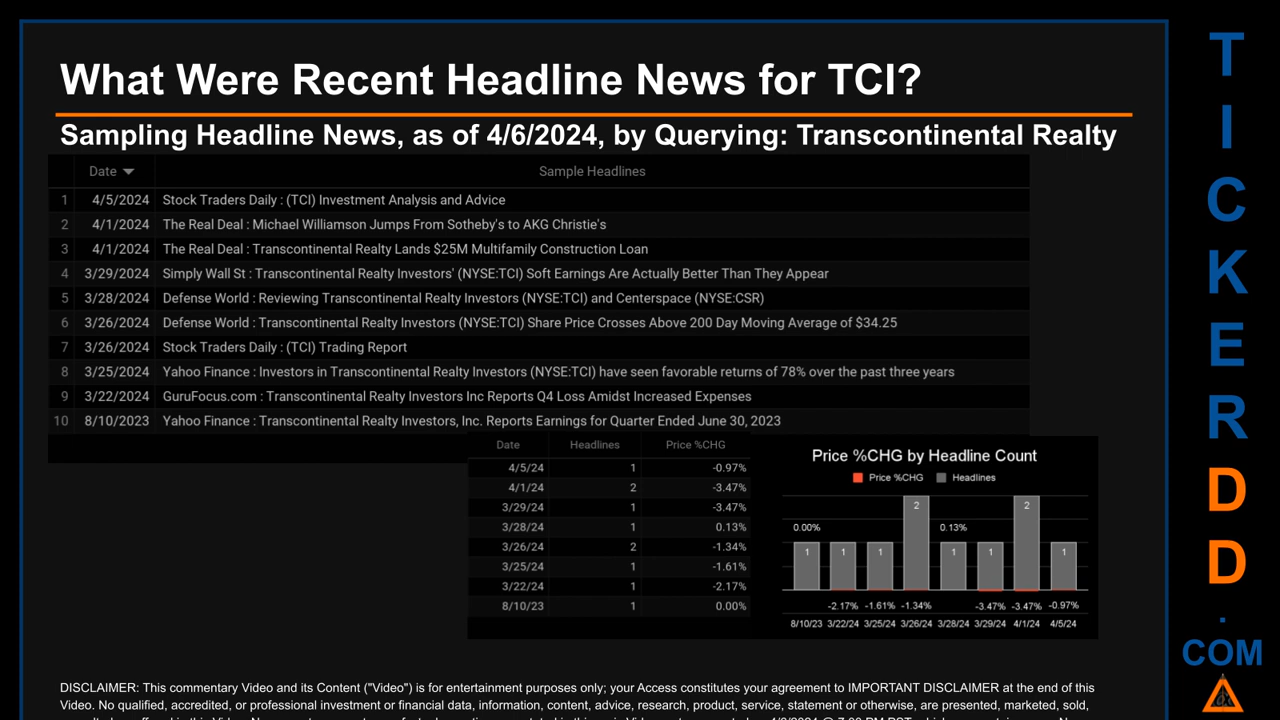 What Were Recent Headline News for TCI?
Sampling Headline News, as of 4/6/2024, by Querying: Transcontinental Realty
Date Sample Headlines
1 4/5/2024 Stock Traders Daily : (TCI) Investment Analysis and Advice
2 4/1/2024 The Real Deal : Michael Williamson Jumps From Sotheby's to AKG Christie's
3 4/1/2024 The Real Deal : Transcontinental Realty Lands $25M Multifamily Construction Loan
4 3/29/2024 Simply Wall St : Transcontinental Realty Investors' (NYSE:TCI) Soft Earnings Are Actually Better Than They Appear
5 3/28/2024 Defense World : Reviewing Transcontinental Realty Investors (NYSE:TCI) and Centerspace (NYSE:CSR)
6 3/26/2024 Defense World : Transcontinental Realty Investors (NYSE:TCI) Share Price Crosses Above 200 Day Moving Average of $34.25
7 3/26/2024 Stock Traders Daily : (TCI) Trading Report
8 3/25/2024 Yahoo Finance : Investors in Transcontinental Realty Investors (NYSE:TCI) have seen favorable returns of 78% over the past three years
9 3/22/2024 GuruFocus.com : Transcontinental Realty Investors Inc Reports Q4 Loss Amidst Increased Expenses
10 8/10/2023 Yahoo Finance : Transcontinental Realty Investors, Inc. Reports Earnings for Quarter Ended June 30, 2023
Date Headlines Price %CHG
4/5/24 1 -0.97%
4/1/24 2 -3.47%
3/29/24 1 -3.47%
3/28/24 1 0.13%
3/26/24 2 -1.34%
3/25/24 1 -1.61%
3/22/24 1 -2.17%
8/10/23 1 0.00%
Price %CHG by Headline Count
Price %CHG Headlines
2 2
0.00% 0.13%
1 1 1 1 1 1
-2.17% -1.61% -1.34% -3.47% -3.47% -0.97%
8/10/23 3/22/24 3/25/24 3/26/24 3/28/24 3/29/24 4/1/24 4/5/24
DISCLAIMER: This commentary Video and its Content ("Video") is for entertainment purposes only; your Access constitutes your agreement to IMPORTANT DISCLAIMER at the end of this
Video. No qualified, accredited, or professional investment or financial data, information, content, advice, research, product, service, statement or otherwise, are presented, marketed, sold,
T
I
C
K
E
R
D
D
.
COM